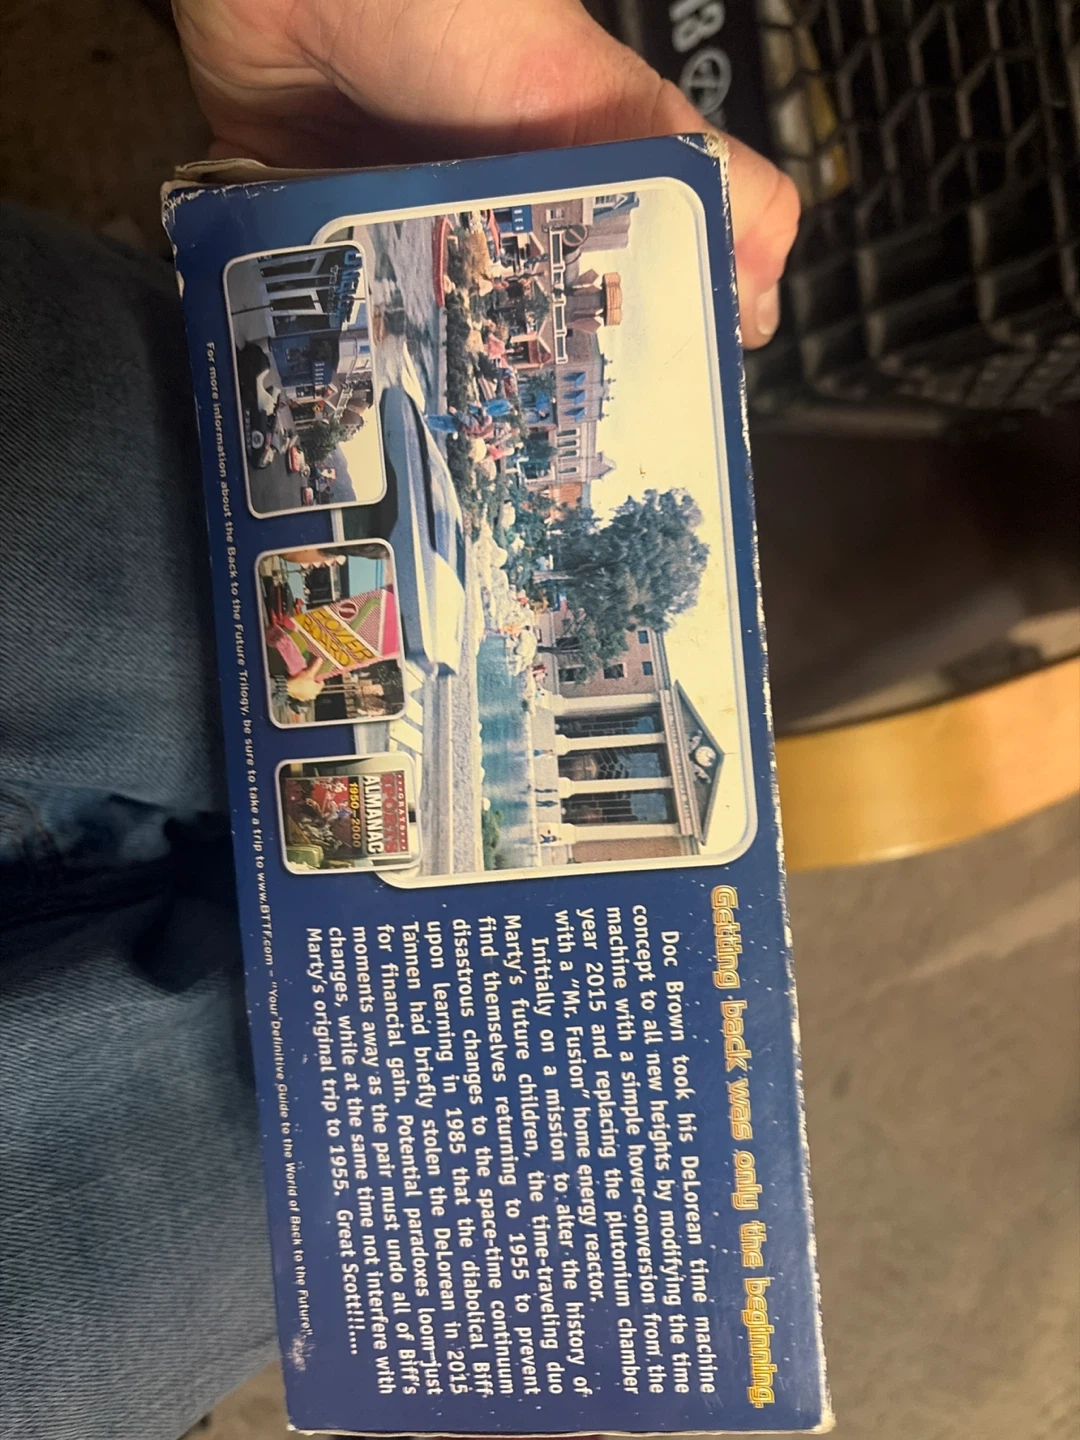 Getting back was only the beginning.
Doc Brown took his DeLorean time machine
concept to all new heights by modifying the time
machine with a simple hover-conversion from the
year 2015 and replacing the plutonium chamber
with a "Mr. Fusion" home energy reactor.
Initially on a mission to alter the history of
Marty's future children, the time-traveling duo
find themselves returning to 1955 to prevent
disastrous changes to the space-time continuum
upon learning in 1985 that the diabolical Biff
Tannen had briefly stolen the DeLorean in 2015
for financial gain. Potential paradoxes loom—just
moments away as the pair must undo all of Biff's
changes, while at the same time not interfere with
Marty's original trip to 1955. Great Scott!!!...
HOVER
BOARD
GRAYS
SPORTS
ALMANAC
1950-2000
For more information about the Back to the Future Trilogy, be sure to take a trip to www.BTTF.com - "Your Definitive Guide to the World of Back to the Future"